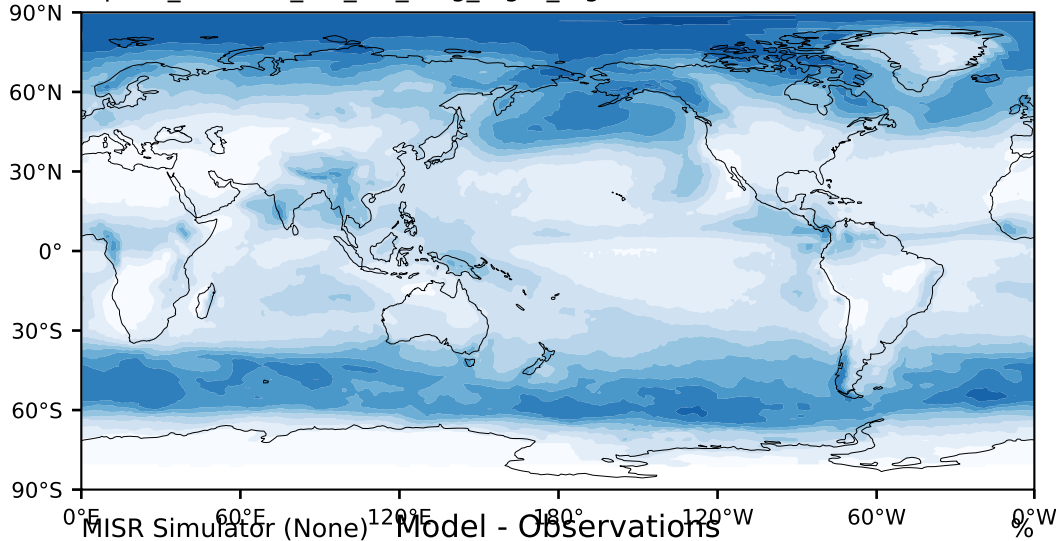 90°N
60°N
30°N
0°
30°S
60°S
90°S
0°E 60°E 120°E 180°W 120°W 60°W 0°W
MISR Simulator (None) Model - Observations %